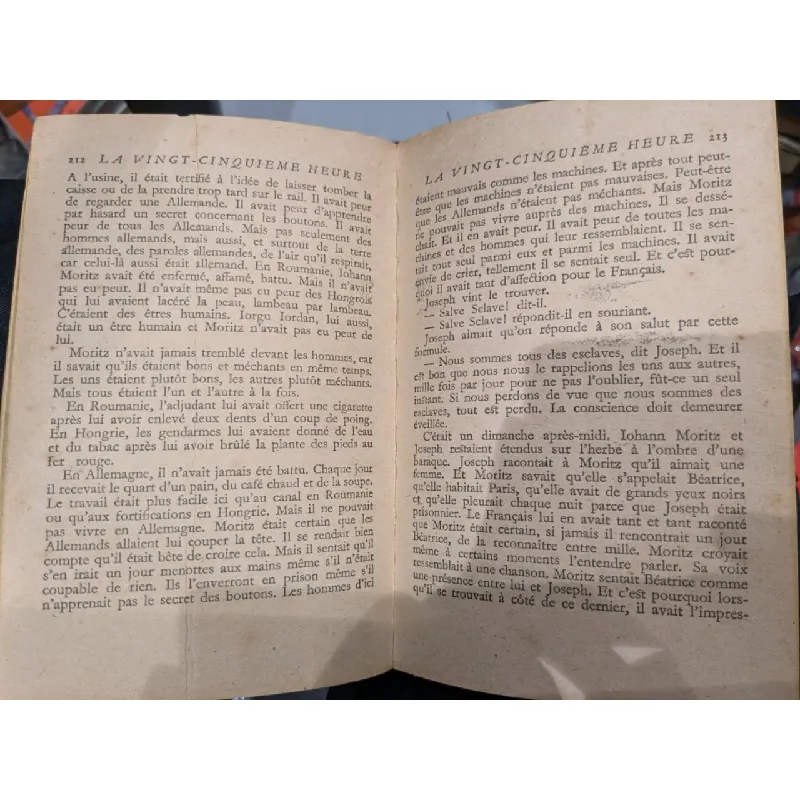 212 LA VINGT-CINQUIÈME HEURE
A l'usine, il était terrifié à l'idée de laisser tomber la
caisse ou de la prendre trop tard sur le rail. Il avait peur
de regarder une Allemande. Il avait peur d'apprendre
par hasard un secret concernant les boutons. Il avait
peur de tous les Allemands. Mais pas seulement des
hommes allemands, mais aussi, et surtout de la terre
allemande, des paroles allemandes, de l'air qu'il respirait,
car celui-là aussi était allemand. En Roumanie, Iohann
Moritz avait été enfermé, affamé, battu. Mais il n'avait
pas eu peur. Il n'avait même pas eu peur des Hongrois
qui lui avaient lacéré la peau, lambeau par lambeau.
C'étaient des êtres humains. Iorgu Iordan, lui aussi,
était un être humain et Moritz n'avait pas eu peur de
lui.
Moritz n'avait jamais tremblé devant les hommes, car
il savait qu'ils étaient bons et méchants en même temps.
Les uns étaient plutôt bons, les autres plutôt méchants.
Mais tous étaient l'un et l'autre à la fois.
En Roumanie, l'adjudant lui avait offert une cigarette
après lui avoir enlevé deux dents d'un coup de poing.
En Hongrie, les gendarmes lui avaient donné de l'eau
et du tabac après lui avoir brûlé la plante des pieds au
fer rouge.
En Allemagne, il n'avait jamais été battu. Chaque jour
il recevait le quart d'un pain, du café chaud et de la soupe.
Le travail était plus facile ici qu'au canal en Roumanie
ou qu'aux fortifications en Hongrie. Mais il ne pouvait
pas vivre en Allemagne. Moritz était certain que les
Allemands allaient lui couper la tête. Il se rendait bien
compte qu'il était bête de croire cela. Mais il sentait qu'il
s'en irait un jour menottes aux mains même s'il n'était
coupable de rien. Ils l'enverront en prison même s'il
n'apprenait pas le secret des boutons. Les hommes d'ici
LA VINGT-CINQUIÈME HEURE 213
étaient mauvais comme les machines. Et après tout peut-
être que les machines n'étaient pas mauvaises. Peut-être
que les Allemands n'étaient pas méchants. Mais Moritz
ne pouvait pas vivre auprès des machines. Il se dessé-
chait. Et il en avait peur. Il avait peur de toutes les ma-
chines et des hommes qui leur ressemblaient. Il se sen-
tait tout seul parmi eux et parmi les machines. Il avait
envie de crier, tellement il se sentait seul. Et c'est pour-
quoi il avait tant d'affection pour le Français.
Joseph vint le trouver.
— Salve Sclave! dit-il.
— Salve Sclave! répondit-il en souriant.
Joseph aimait qu'on réponde à son salut par cette
formule.
— Nous sommes tous des esclaves, dit Joseph. Et il
est bon que nous nous le rappelions les uns aux autres,
mille fois par jour pour ne pas l'oublier, fût-ce un seul
instant. Si nous perdons de vue que nous sommes des
esclaves, tout est perdu. La conscience doit demeurer
éveillée.
C'était un dimanche après-midi. Iohann Moritz et
Joseph restaient étendus sur l'herbe à l'ombre d'une
baraque. Joseph racontait à Moritz qu'il aimait une
femme. Et Moritz savait qu'elle s'appelait Béatrice,
qu'elle habitait Paris, qu'elle avait de grands yeux noirs
et qu'elle pleurait chaque nuit parce que Joseph était
prisonnier. Le Français lui en avait tant et tant raconté
que Moritz était certain, si jamais il rencontrait un jour
Béatrice, de la reconnaître entre mille. Moritz croyait
même à certains moments l'entendre parler. Sa voix
ressemblait à une chanson. Moritz sentait Béatrice comme
une présence entre lui et Joseph. Et c'est pourquoi lors-
qu'il se trouvait à côté de ce dernier, il avait l'impres-